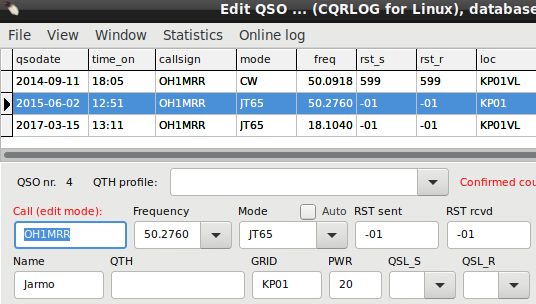 Edit QSO ... (CQRLOG for Linux), database
File View Window Statistics Online log
qsodate time_on callsign mode freq rst_s rst_r loc
2014-09-11 18:05 OH1MRR CW 50.0918 599 599 KP01VL
2015-06-02 12:51 OH1MRR JT65 50.2760 -01 -01 KP01
2017-03-15 13:11 OH1MRR JT65 18.1040 -01 -01 KP01VL
QSO nr. 4 QTH profile: Confirmed cou
Call (edit mode): Frequency Mode Auto RST sent RST rcvd
OH1MRR 50.2760 JT65 -01 -01
Name QTH GRID PWR QSL_S QSL_R
Jarmo KP01 20